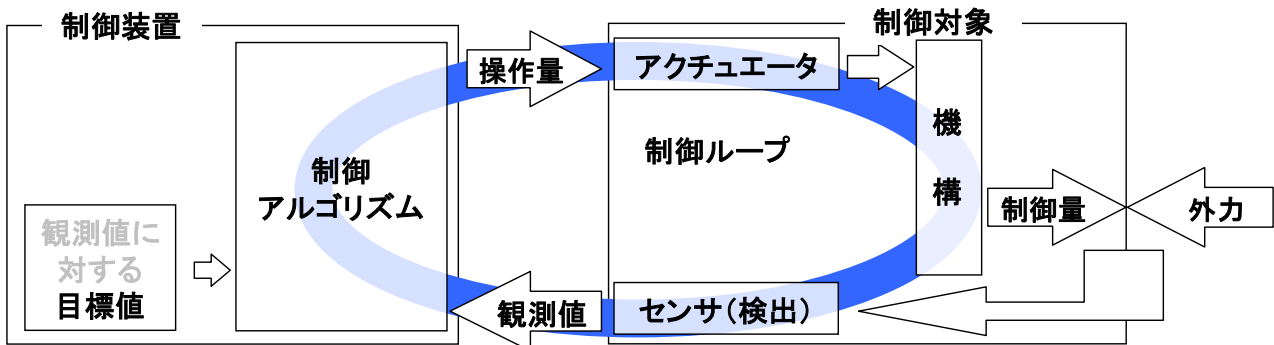 制御装置
制御対象
操作量
アクチュエータ
機
構
制御ループ
制御
アルゴリズム
観測値に
対する
目標値
制御量
外力
観測値
センサ(検出)